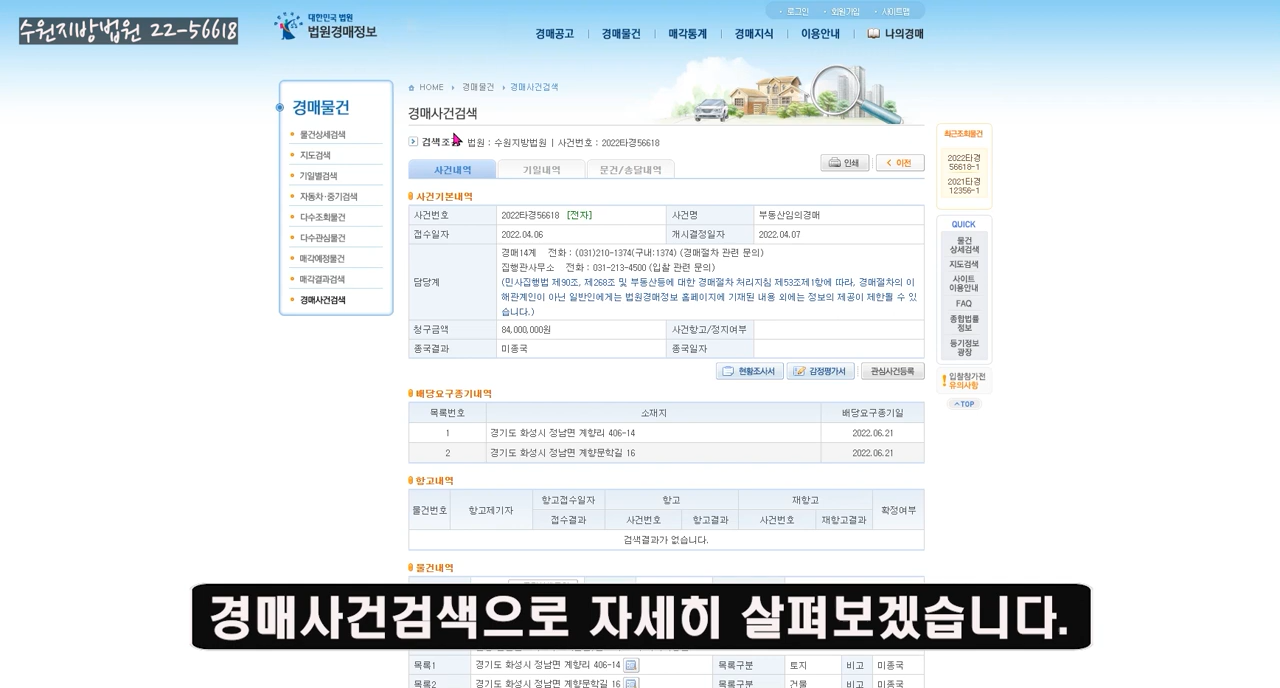 수원지방법원 22-56618
대한민국 법원
법원경매정보
로그인 회원가입 사이트맵
경매공고 | 경매물건 | 매각통계 | 경매지식 | 이용안내 | 나의경매
경매물건
물건상세검색
지도검색
기일별검색
자동차·중기검색
다수조회물건
다수관심물건
매각예정물건
매각결과검색
경매사건검색
HOME 경매물건 경매사건검색
경매사건검색
검색조 법원 : 수원지방법원 | 사건번호 : 2022타경56618
인쇄 이전
사건내역 기일내역 문건/송달내역
사건기본내역
사건번호 2022타경56618 [전자] 사건명 부동산임의경매
접수일자 2022.04.06 개시결정일자 2022.04.07
담당계
경매14계 전화 : (031)210-1374(구내:1374) (경매절차 관련 문의)
집행관사무소 전화 : 031-213-4500 (입찰 관련 문의)
(민사집행법 제90조, 제268조 및 부동산등에 대한 경매절차 처리지침 제53조제1항에 따라, 경매절차의 이
해관계인이 아닌 일반인에게는 법원경매정보 홈페이지에 기재된 내용 외에는 정보의 제공이 제한될 수 있
습니다.)
청구금액 84,000,000원 사건항고/정지여부
종국결과 미종국 종국일자
현황조사서 감정평가서 관심사건등록
배당요구종기내역
목록번호 소재지 배당요구종기일
1 경기도 화성시 정남면 계향리 406-14 2022.06.21
2 경기도 화성시 정남면 계향문학길 16 2022.06.21
항고내역
물건번호 항고제기자 항고접수일자 항고 재항고 확정여부
접수결과 사건번호 항고결과 사건번호 재항고결과
검색결과가 없습니다.
물건내역
경매사건검색으로 자세히 살펴보겠습니다.
목록1 경기도 화성시 정남면 계향리 406-14 목록구분 토지 비고 미종국
목록2 경기도 화성시 정남면 계향문학길 16 목록구분 건물 비고 미종국
최근조회물건
2022타경
56618-1
2021타경
12356-1
QUICK
물건
상세검색
지도검색
사이트
이용안내
FAQ
종합법률
정보
등기정보
광장
입찰참가전
유의사항
TOP